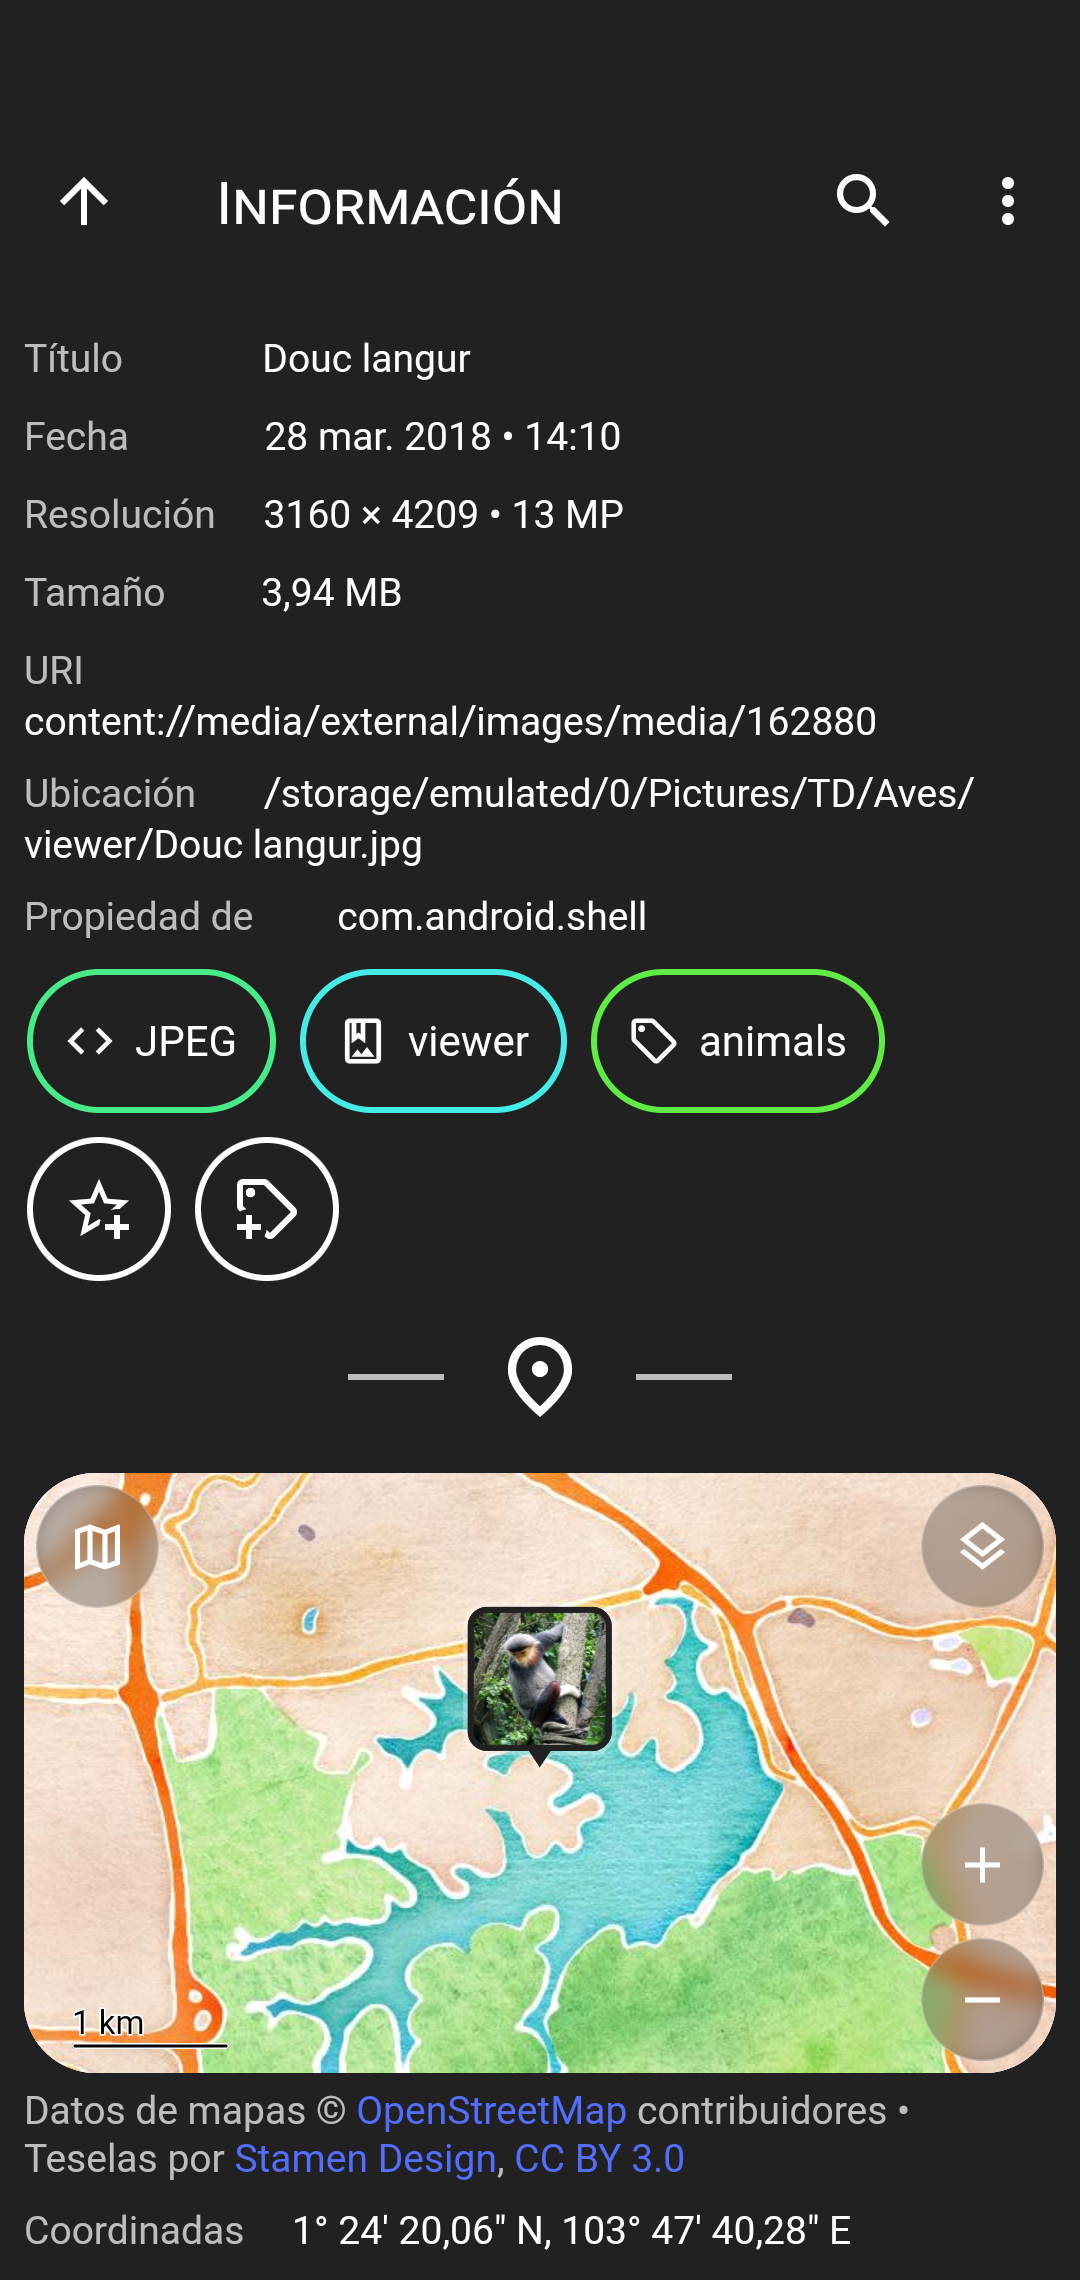 INFORMACIÓN
Título Douc langur
Fecha 28 mar. 2018 • 14:10
Resolución 3160 × 4209 • 13 MP
Tamaño 3,94 MB
URI
content://media/external/images/media/162880
Ubicación /storage/emulated/0/Pictures/TD/Aves/
viewer/Douc langur.jpg
Propiedad de com.android.shell
JPEG viewer animals
1 km
Datos de mapas © OpenStreetMap contribuidores •
Teselas por Stamen Design, CC BY 3.0
Coordinadas 1° 24' 20,06" N, 103° 47' 40,28" E